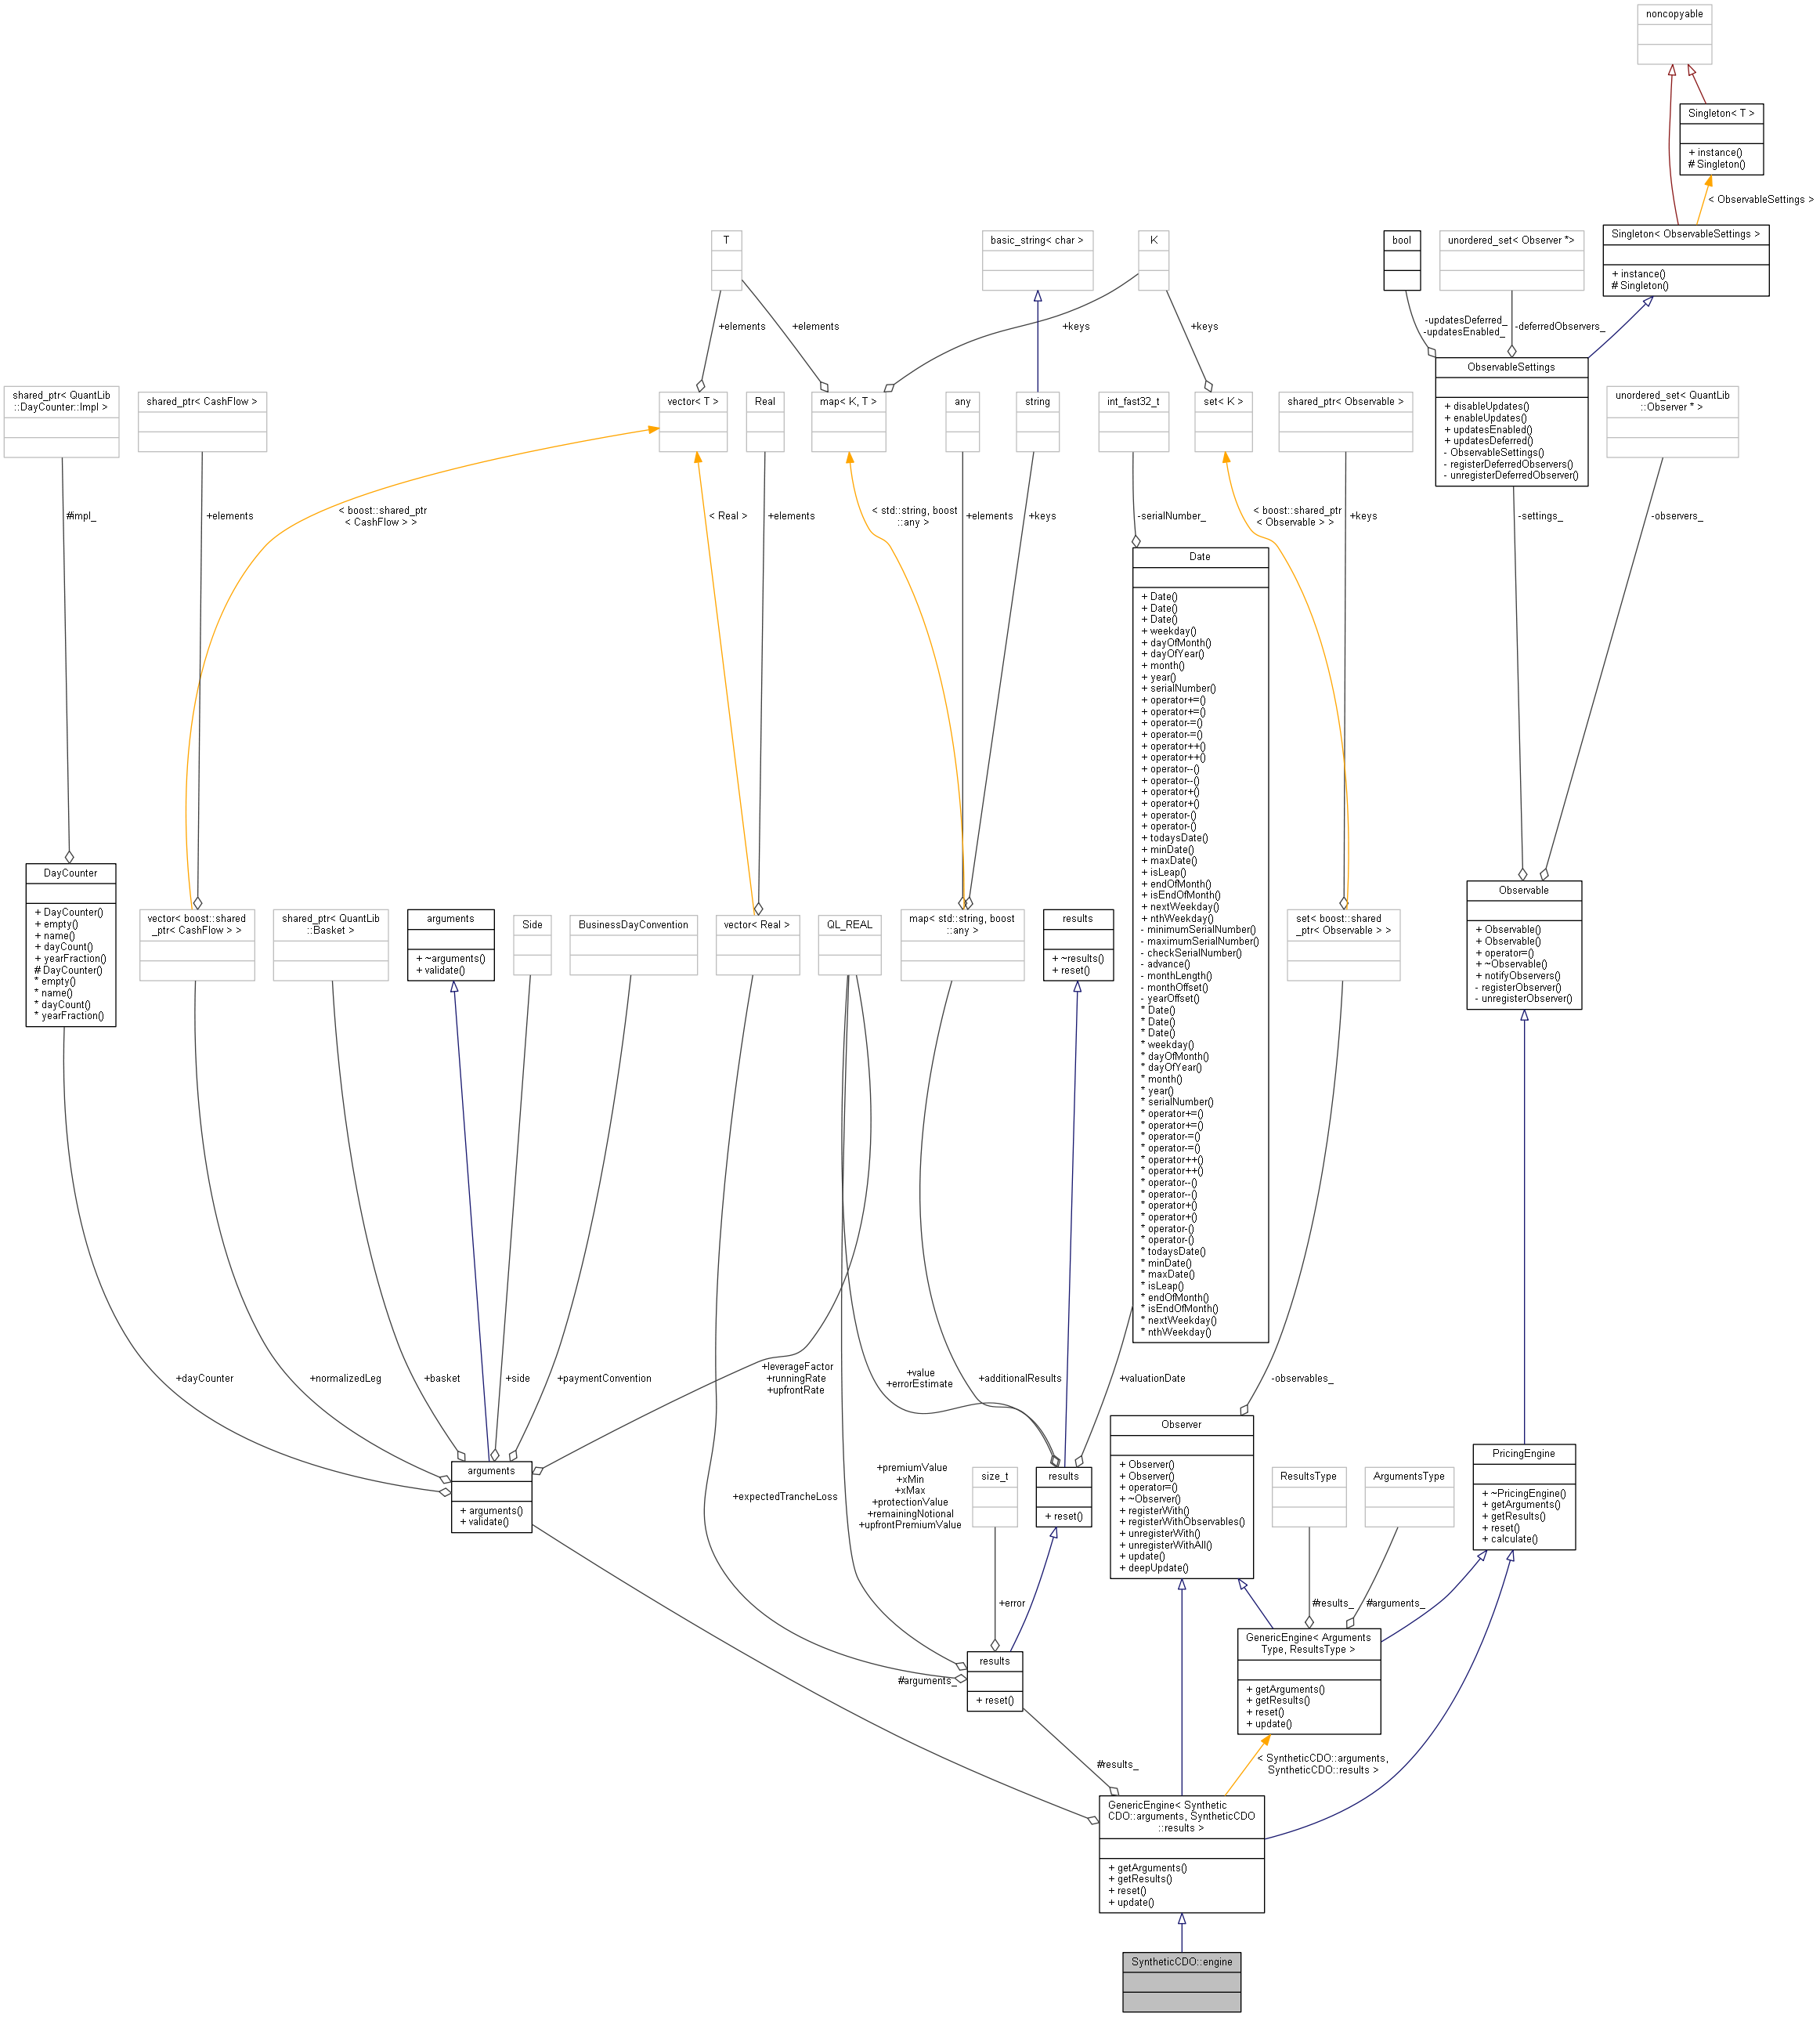 noncopyable
Singleton< T >
+ instance()
# Singleton()
< ObservableSettings >
T
basic_string< char >
K
bool
unordered_set< Observer *>
Singleton< ObservableSettings >
+ instance()
# Singleton()
+elements
+elements
+keys
+keys
-updatesDeferred_
-updatesEnabled_
-deferredObservers_
shared_ptr< QuantLib
::DayCounter::Impl >
shared_ptr< CashFlow >
vector< T >
Real
map< K, T >
any
string
int_fast32_t
set< K >
shared_ptr< Observable >
ObservableSettings
+ disableUpdates()
+ enableUpdates()
+ updatesEnabled()
+ updatesDeferred()
- ObservableSettings()
- registerDeferredObservers()
- unregisterDeferredObserver()
unordered_set< QuantLib
::Observer * >
#impl_
+elements
< boost::shared_ptr
< CashFlow > >
< Real >
+elements
< std::string, boost
::any >
+elements
+keys
-serialNumber_
< boost::shared_ptr
< Observable > >
+keys
-settings_
-observers_
Date
+ Date()
+ Date()
+ Date()
+ weekday()
+ dayOfMonth()
+ dayOfYear()
+ month()
+ year()
+ serialNumber()
+ operator+=()
+ operator+=()
+ operator-=()
+ operator-=()
+ operator++()
+ operator++()
+ operator--()
+ operator--()
+ operator+()
+ operator+()
+ operator-()
+ operator-()
+ todaysDate()
+ minDate()
+ maxDate()
+ isLeap()
+ endOfMonth()
+ isEndOfMonth()
+ nextWeekday()
+ nthWeekday()
- minimumSerialNumber()
- maximumSerialNumber()
- checkSerialNumber()
- advance()
- monthLength()
- monthOffset()
- yearOffset()
* Date()
* Date()
* Date()
* weekday()
* dayOfMonth()
* dayOfYear()
* month()
* year()
* serialNumber()
* operator+=()
* operator+=()
* operator-=()
* operator-=()
* operator++()
* operator++()
* operator--()
* operator--()
* operator+()
* operator+()
* operator-()
* operator-()
* todaysDate()
* minDate()
* maxDate()
* isLeap()
* endOfMonth()
* isEndOfMonth()
* nextWeekday()
* nthWeekday()
DayCounter
+ DayCounter()
+ empty()
+ name()
+ dayCount()
+ yearFraction()
# DayCounter()
* empty()
* name()
* dayCount()
* yearFraction()
vector< boost::shared
_ptr< CashFlow > >
shared_ptr< QuantLib
::Basket >
arguments
+ ~arguments()
+ validate()
Side
BusinessDayConvention
vector< Real >
QL_REAL
map< std::string, boost
::any >
results
+ ~results()
+ reset()
set< boost::shared
_ptr< Observable > >
Observable
+ Observable()
+ Observable()
+ operator=()
+ ~Observable()
+ notifyObservers()
- registerObserver()
- unregisterObserver()
+dayCounter
+normalizedLeg
+basket
+side
+paymentConvention
+leverageFactor
+runningRate
+upfrontRate
+value
+errorEstimate
+additionalResults
+valuationDate
-observables_
arguments
+ arguments()
+ validate()
+expectedTrancheLoss
+premiumValue
+xMin
+xMax
+protectionValue
+remainingNotional
+upfrontPremiumValue
size_t
results
+ reset()
Observer
+ Observer()
+ Observer()
+ operator=()
+ ~Observer()
+ registerWith()
+ registerWithObservables()
+ unregisterWith()
+ unregisterWithAll()
+ update()
+ deepUpdate()
ResultsType
ArgumentsType
PricingEngine
+ ~PricingEngine()
+ getArguments()
+ getResults()
+ reset()
+ calculate()
+error
#results_
#arguments_
results
+ reset()
#arguments_
GenericEngine< Arguments
Type, ResultsType >
+ getArguments()
+ getResults()
+ reset()
+ update()
#results_
< SyntheticCDO::arguments,
SyntheticCDO::results >
GenericEngine< Synthetic
CDO::arguments, SyntheticCDO
::results >
+ getArguments()
+ getResults()
+ reset()
+ update()
SyntheticCDO::engine